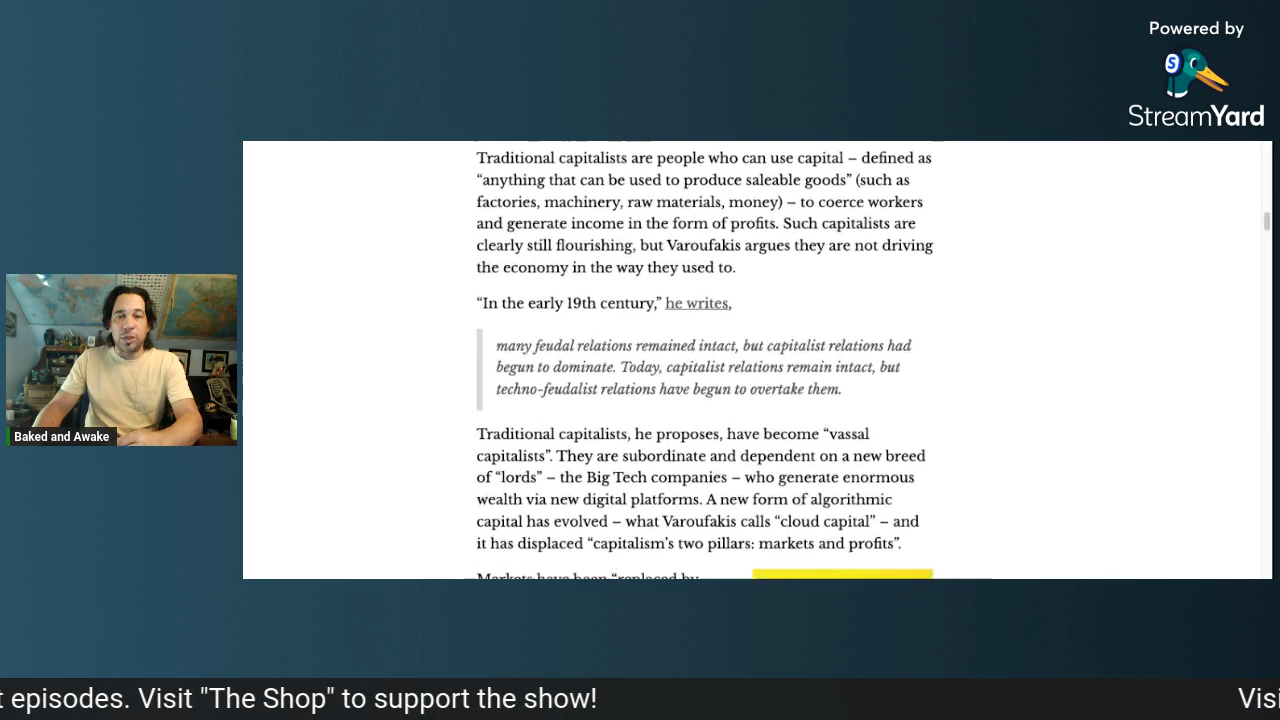 Powered by
S
StreamYard
Traditional capitalists are people who can use capital – defined as
“anything that can be used to produce saleable goods” (such as
factories, machinery, raw materials, money) – to coerce workers
and generate income in the form of profits. Such capitalists are
clearly still flourishing, but Varoufakis argues they are not driving
the economy in the way they used to.
“In the early 19th century,” he writes,
many feudal relations remained intact, but capitalist relations had
begun to dominate. Today, capitalist relations remain intact, but
techno-feudalist relations have begun to overtake them.
Traditional capitalists, he proposes, have become “vassal
capitalists”. They are subordinate and dependent on a new breed
of “lords” – the Big Tech companies – who generate enormous
wealth via new digital platforms. A new form of algorithmic
capital has evolved – what Varoufakis calls “cloud capital” – and
it has displaced “capitalism’s two pillars: markets and profits”.
Markets have been “replaced by
Baked and Awake
t episodes. Visit "The Shop" to support the show!
Visi